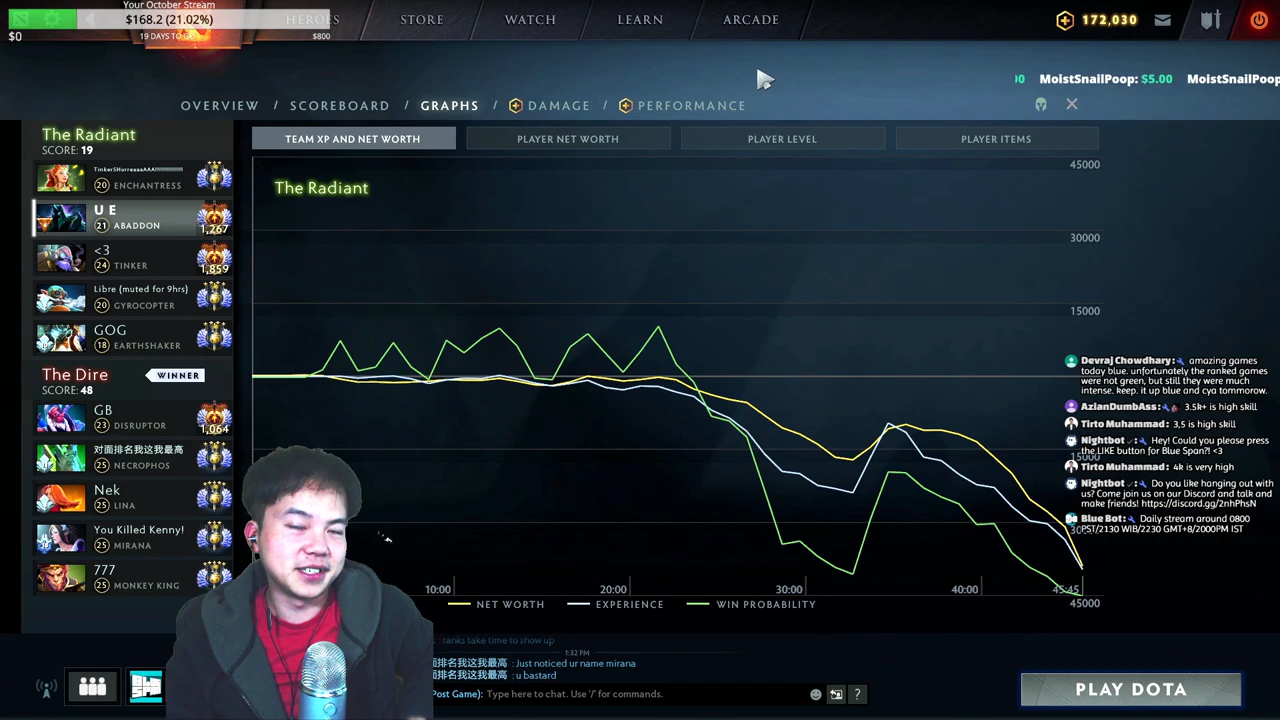 Your October Stream
$168.2 (21.02%)
19 DAYS TO GO
$0
$800
HEROES
STORE
WATCH
LEARN
ARCADE
172,030
MoistSnailPoop: $5.00
MoistSnailPoop
OVERVIEW / SCOREBOARD / GRAPHS / DAMAGE / PERFORMANCE
The Radiant
SCORE: 19
20 ENCHANTRESS
U E
21 ABADDON
1,267
<3
24 TINKER
1,859
Libre (muted for 9hrs)
20 GYROCOPTER
GOG
18 EARTHSHAKER
The Dire
WINNER
SCORE: 48
GB
23 DISRUPTOR
1,064
对面排名我这我最高
25 NECROPHOS
Nek
25 LINA
You Killed Kenny!
25 MIRANA
777
25 MONKEY KING
TEAM XP AND NET WORTH
PLAYER NET WORTH
PLAYER LEVEL
PLAYER ITEMS
The Radiant
45000
30000
15000
15000
45000
10:00
20:00
30:00
40:00
45:45
NET WORTH
EXPERIENCE
WIN PROBABILITY
Devraj Chowdhary: amazing games
today blue. unfortunately the ranked games
were not green, but still they were much
intense. keep. it up blue and cya tommorow.
AzianDumbAss: 3.5k+ is high skill
Tirto Muhammad: 3,5 is high skill
Nightbot: Hey! Could you please press
the LIKE button for Blue Span?! <3
Tirto Muhammad: 4k is very high
Nightbot: Do you like hanging out with
us? Come join us on our Discord and talk and
make friends! https://discord.gg/2nhPhsN
Blue Bot: Daily stream around 0800
PST/2130 WIB/2230 GMT+8/2000PM IST
: ranks take time to show up
1:32 PM
面排名我这我最高 : Just noticed ur name mirana
面排名我这我最高 : u bastard
Post Game): Type here to chat. Use '/' for commands.
PLAY DOTA